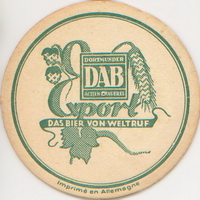 DORTMUNDER
DAB
ACTIEN BRAUEREI
Export
DAS BIER VON WELTRUF
Imprimé en Allemagne